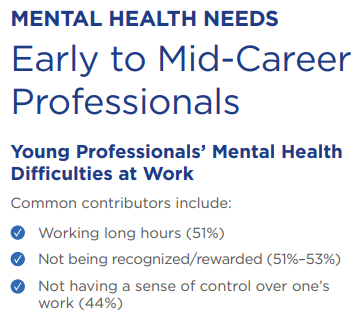 MENTAL HEALTH NEEDS
Early to Mid-Career
Professionals
Young Professionals’ Mental Health
Difficulties at Work
Common contributors include:
Working long hours (51%)
Not being recognized/rewarded (51%–53%)
Not having a sense of control over one’s
work (44%)